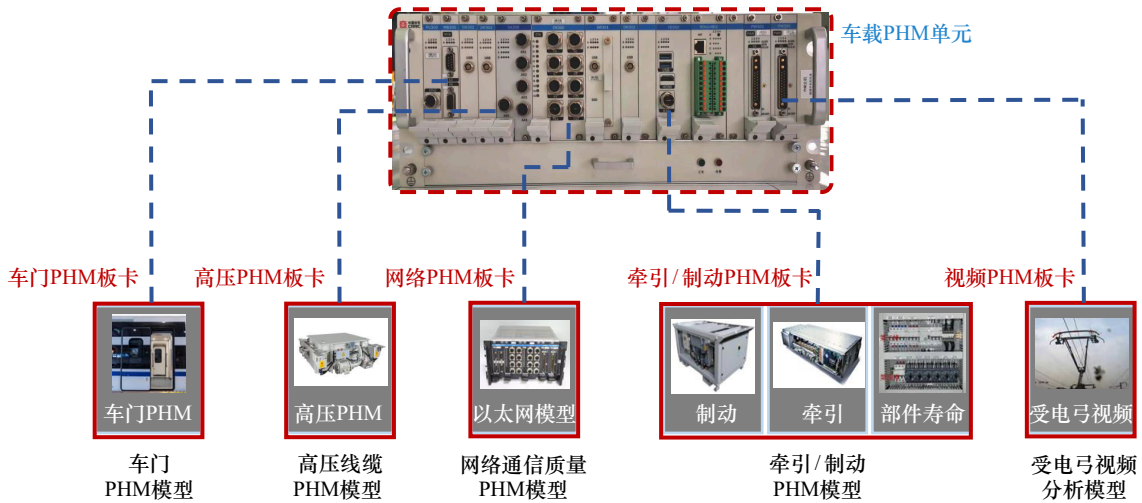 车载PHM单元
车门PHM板卡
高压PHM板卡
网络PHM板卡
牵引/制动PHM板卡
视频PHM板卡
车门PHM
高压PHM
以太网模型
制动
牵引
部件寿命
受电弓视频
车门
PHM模型
高压线缆
PHM模型
网络通信质量
PHM模型
牵引/制动
PHM模型
受电弓视频
分析模型